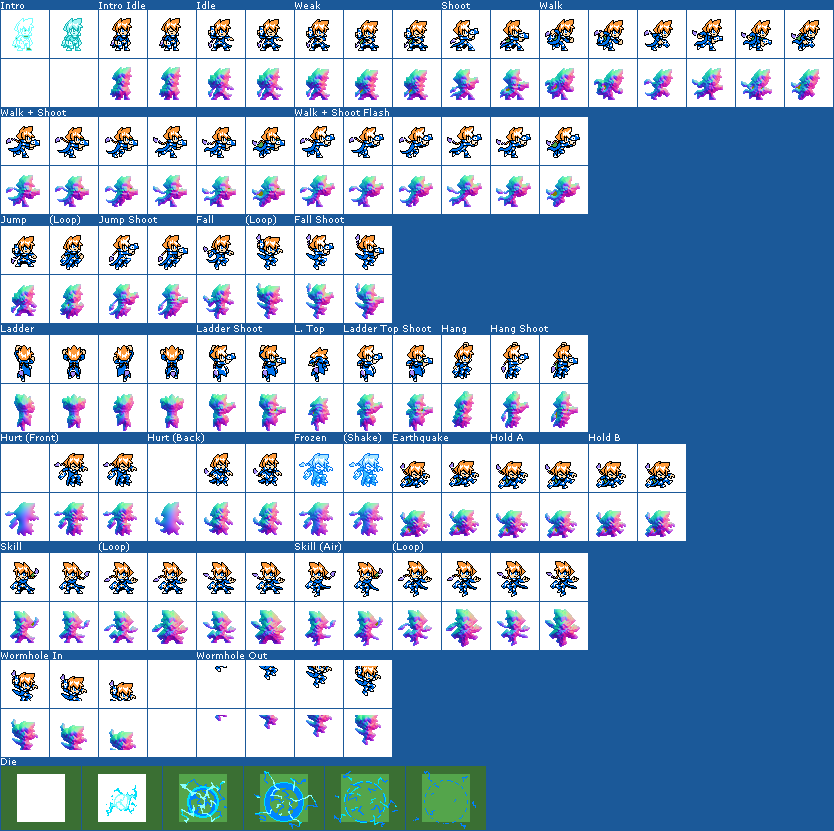 Intro Intro Idle Idle Weak Shoot Walk
Walk + Shoot Walk + Shoot Flash
Jump (Loop) Jump Shoot Fall (Loop) Fall Shoot
Ladder Ladder Shoot L. Top Ladder Top Shoot Hang Hang Shoot
Hurt (Front) Hurt (Back) Frozen (Shake) Earthquake Hold A Hold B
Skill (Loop) Skill (Air) (Loop)
Wormhole In Wormhole Out
Die